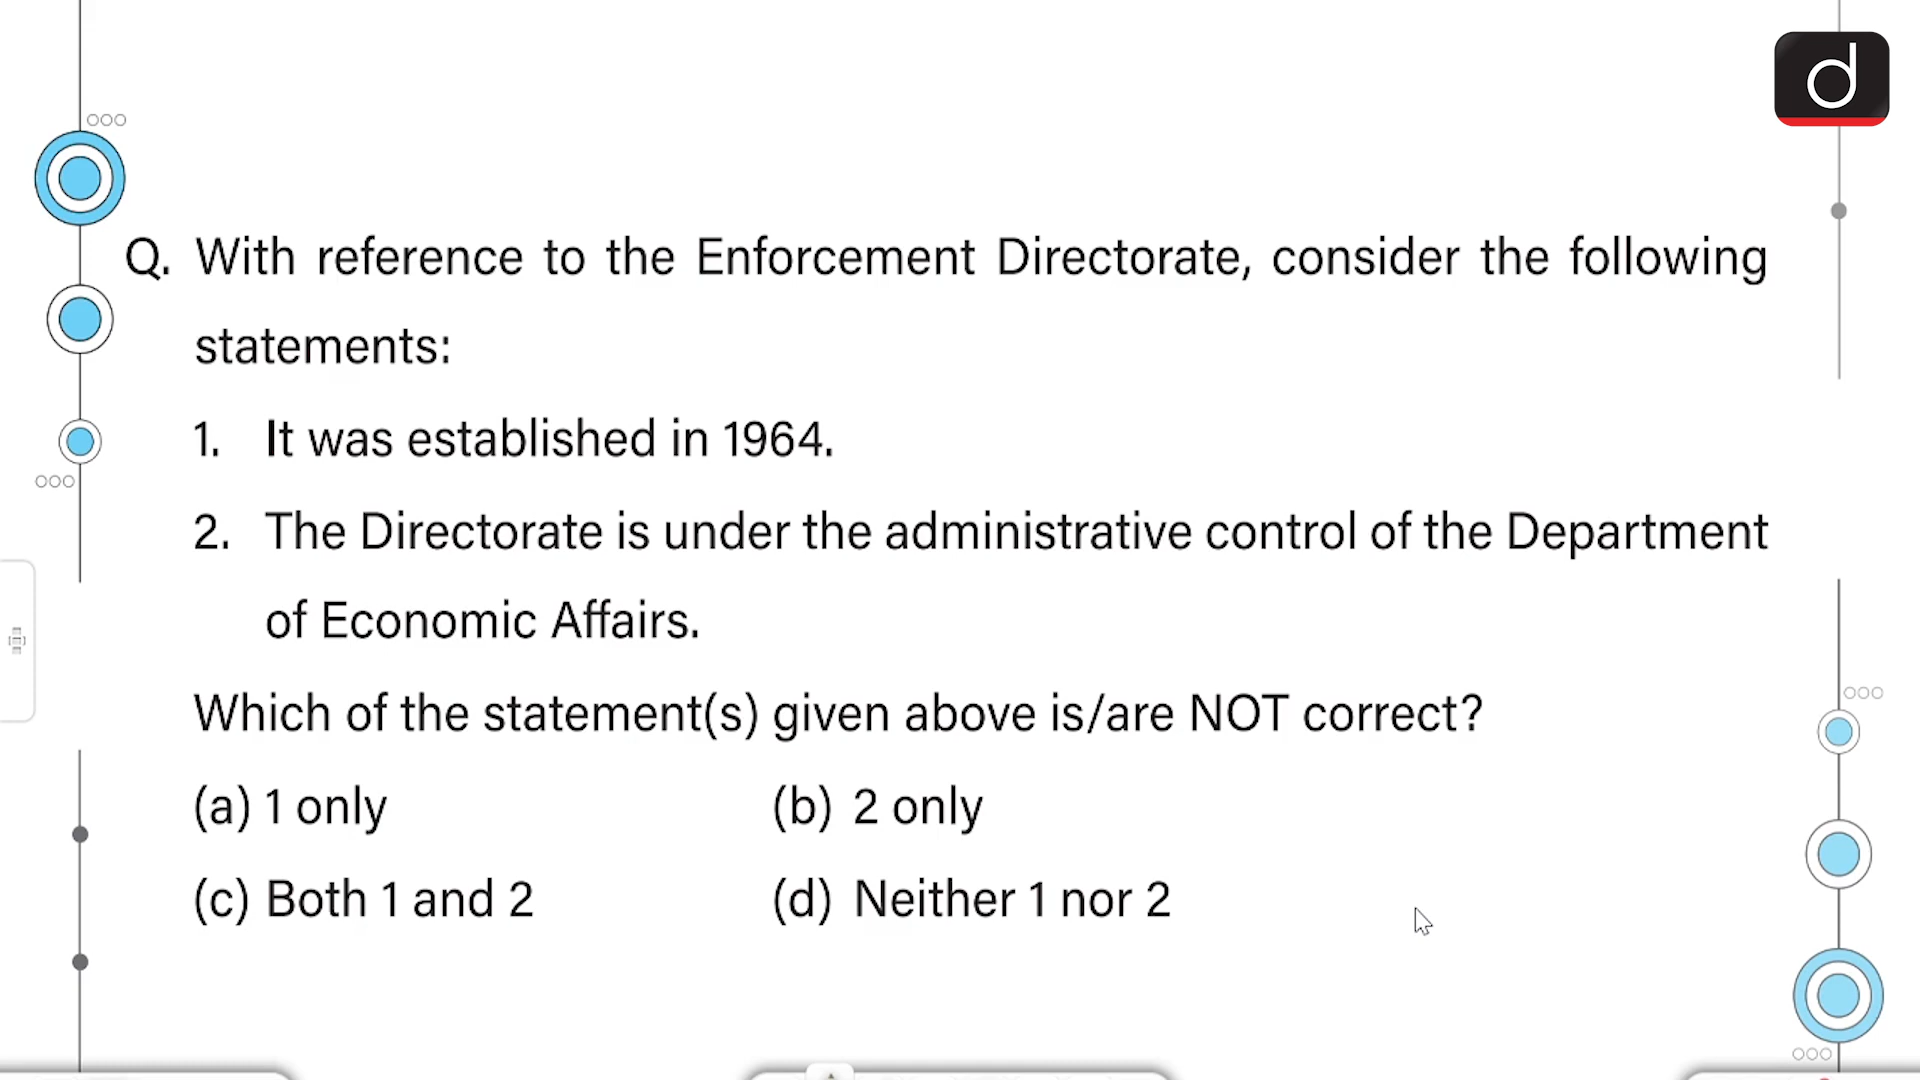 Q. With reference to the Enforcement Directorate, consider the following
statements:
1. It was established in 1964.
2. The Directorate is under the administrative control of the Department
of Economic Affairs.
Which of the statement(s) given above is/are NOT correct?
(a) 1 only (b) 2 only
(c) Both 1 and 2 (d) Neither 1 nor 2
d